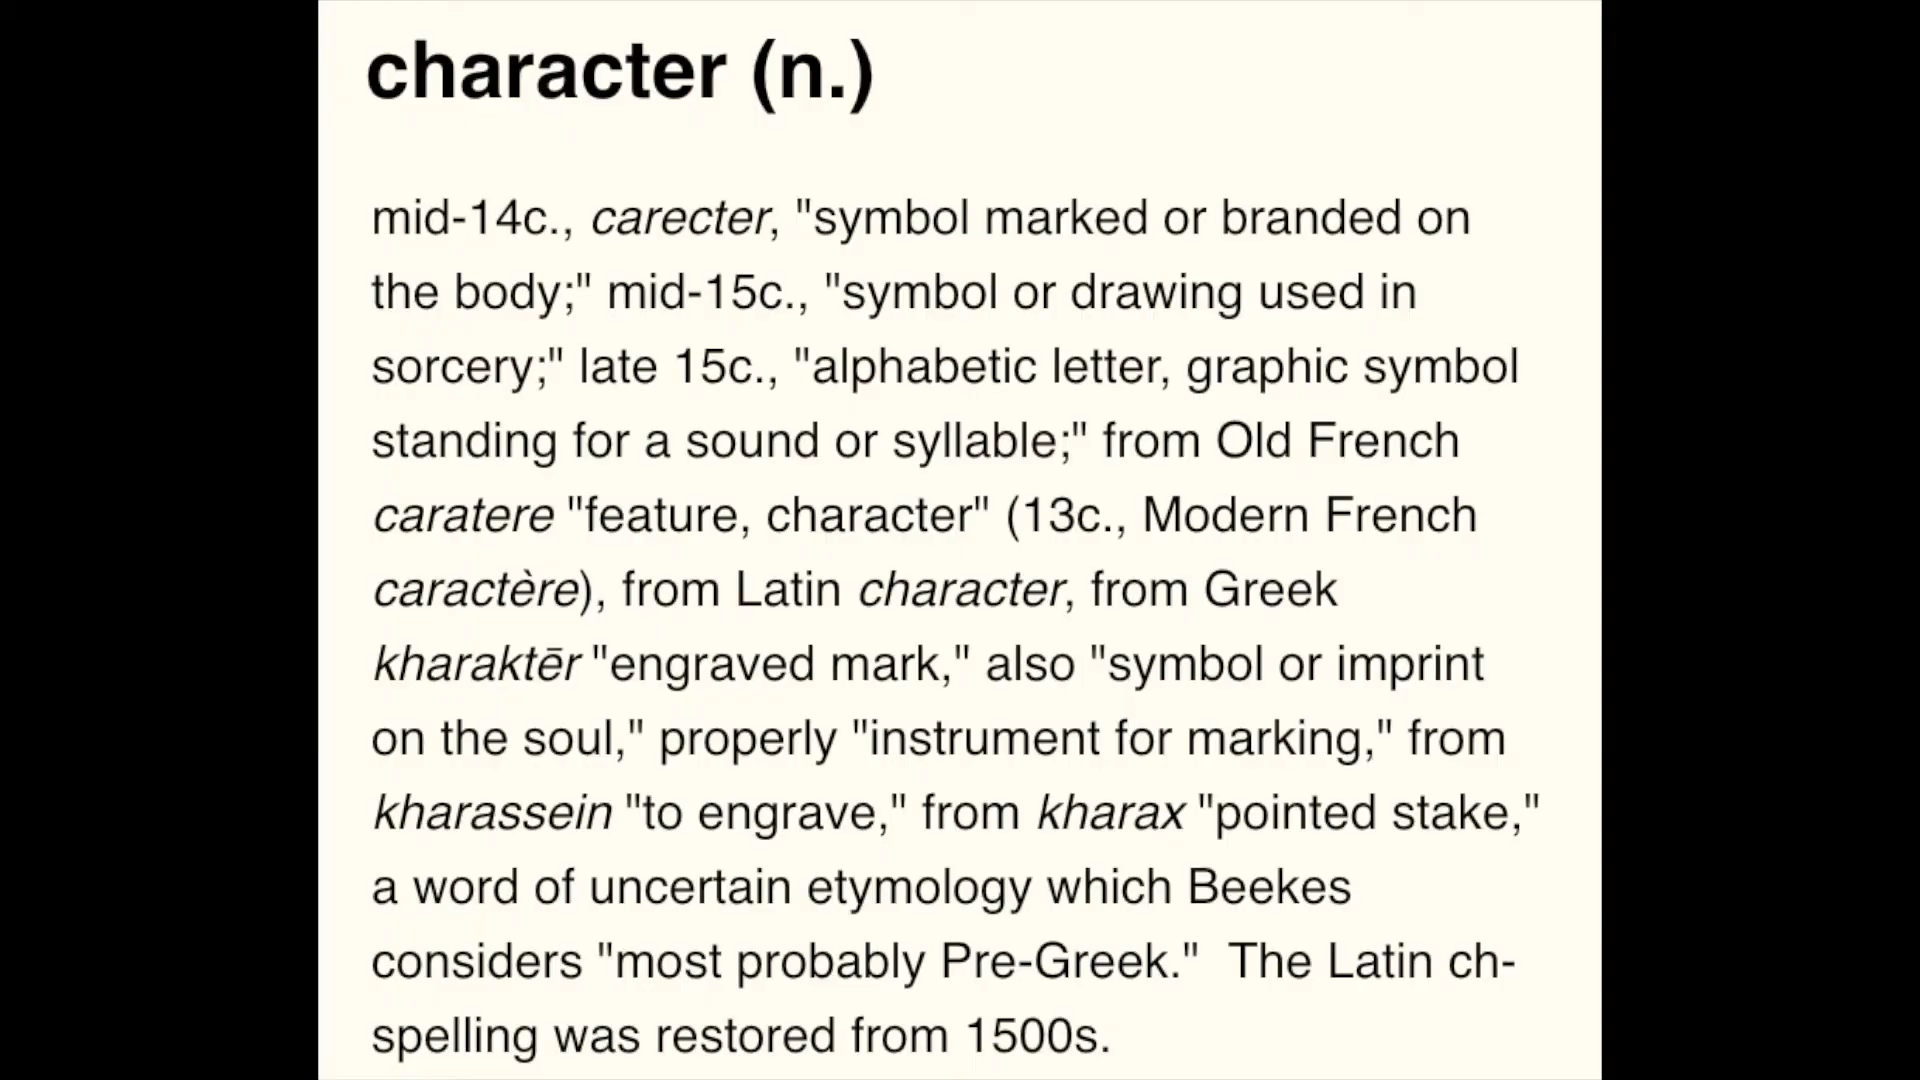 character (n.)
mid-14c., carecter, "symbol marked or branded on
the body;" mid-15c., "symbol or drawing used in
sorcery;" late 15c., "alphabetic letter, graphic symbol
standing for a sound or syllable;" from Old French
caratere "feature, character" (13c., Modern French
caractère), from Latin character, from Greek
kharaktēr "engraved mark," also "symbol or imprint
on the soul," properly "instrument for marking," from
kharassein "to engrave," from kharax "pointed stake,"
a word of uncertain etymology which Beekes
considers "most probably Pre-Greek."  The Latin ch-
spelling was restored from 1500s.